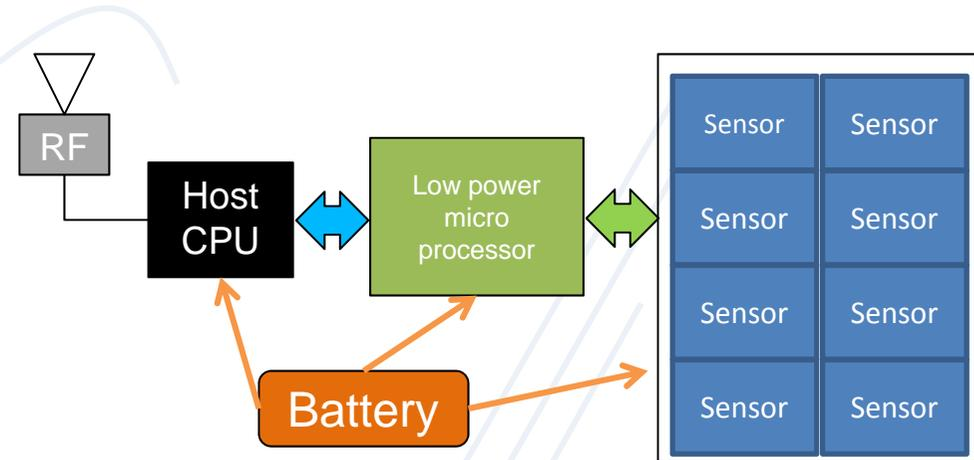 RF
Host
CPU
Low power
micro
processor
Battery
Sensor
Sensor
Sensor
Sensor
Sensor
Sensor
Sensor
Sensor